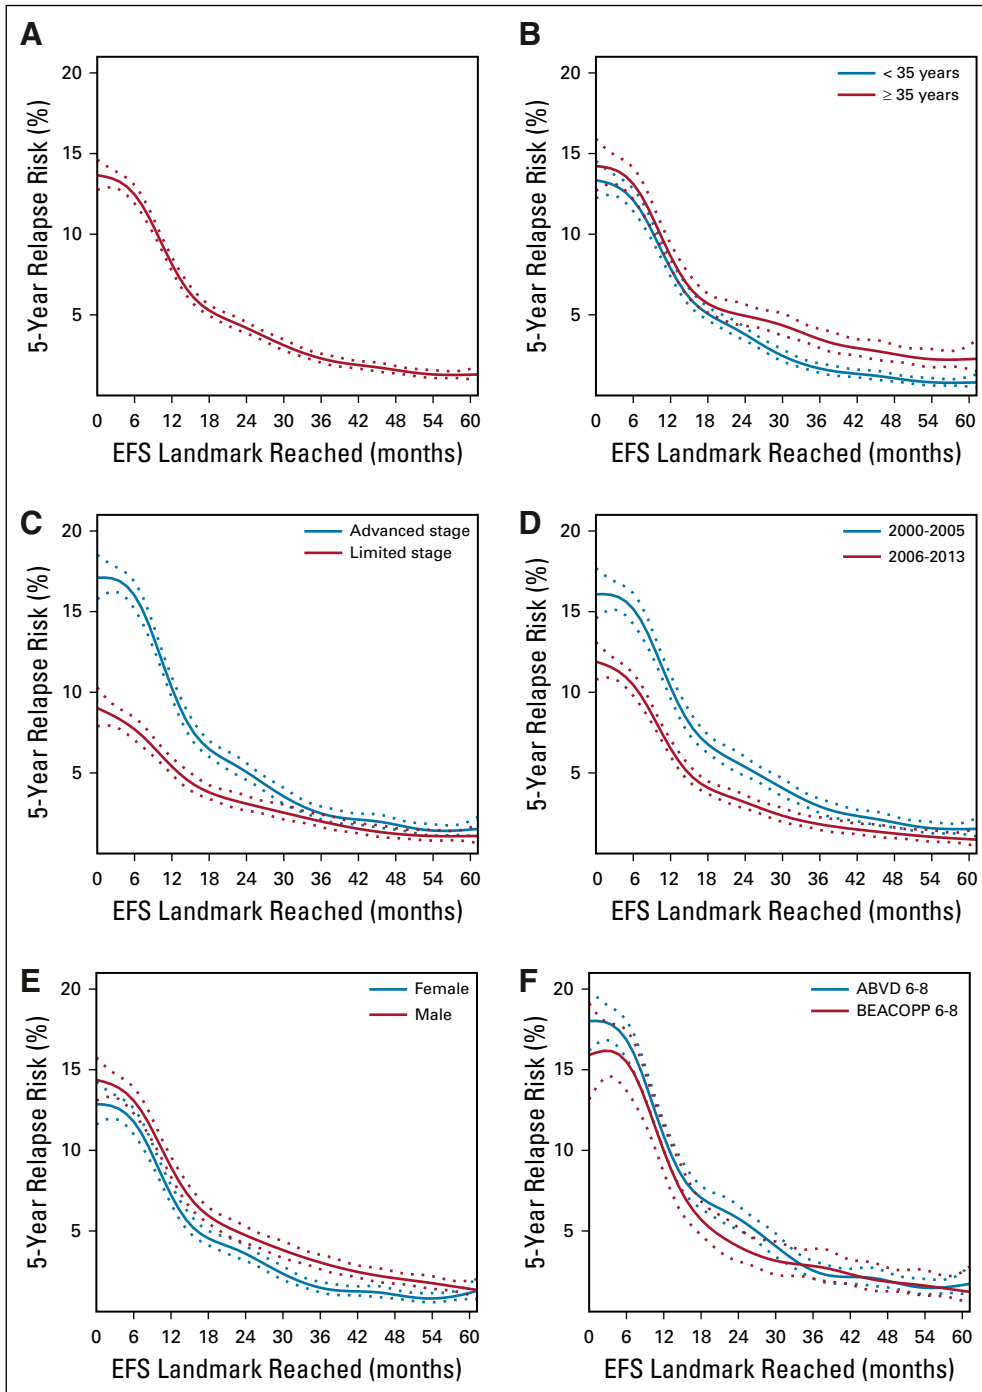 A
5-Year Relapse Risk (%)
20
15
10
5
0 6 12 18 24 30 36 42 48 54 60
EFS Landmark Reached (months)
B
5-Year Relapse Risk (%)
< 35 years
≥ 35 years
20
15
10
5
0 6 12 18 24 30 36 42 48 54 60
EFS Landmark Reached (months)
C
5-Year Relapse Risk (%)
Advanced stage
Limited stage
20
15
10
5
0 6 12 18 24 30 36 42 48 54 60
EFS Landmark Reached (months)
D
5-Year Relapse Risk (%)
2000-2005
2006-2013
20
15
10
5
0 6 12 18 24 30 36 42 48 54 60
EFS Landmark Reached (months)
E
5-Year Relapse Risk (%)
Female
Male
20
15
10
5
0 6 12 18 24 30 36 42 48 54 60
EFS Landmark Reached (months)
F
5-Year Relapse Risk (%)
ABVD 6-8
BEACOPP 6-8
20
15
10
5
0 6 12 18 24 30 36 42 48 54 60
EFS Landmark Reached (months)